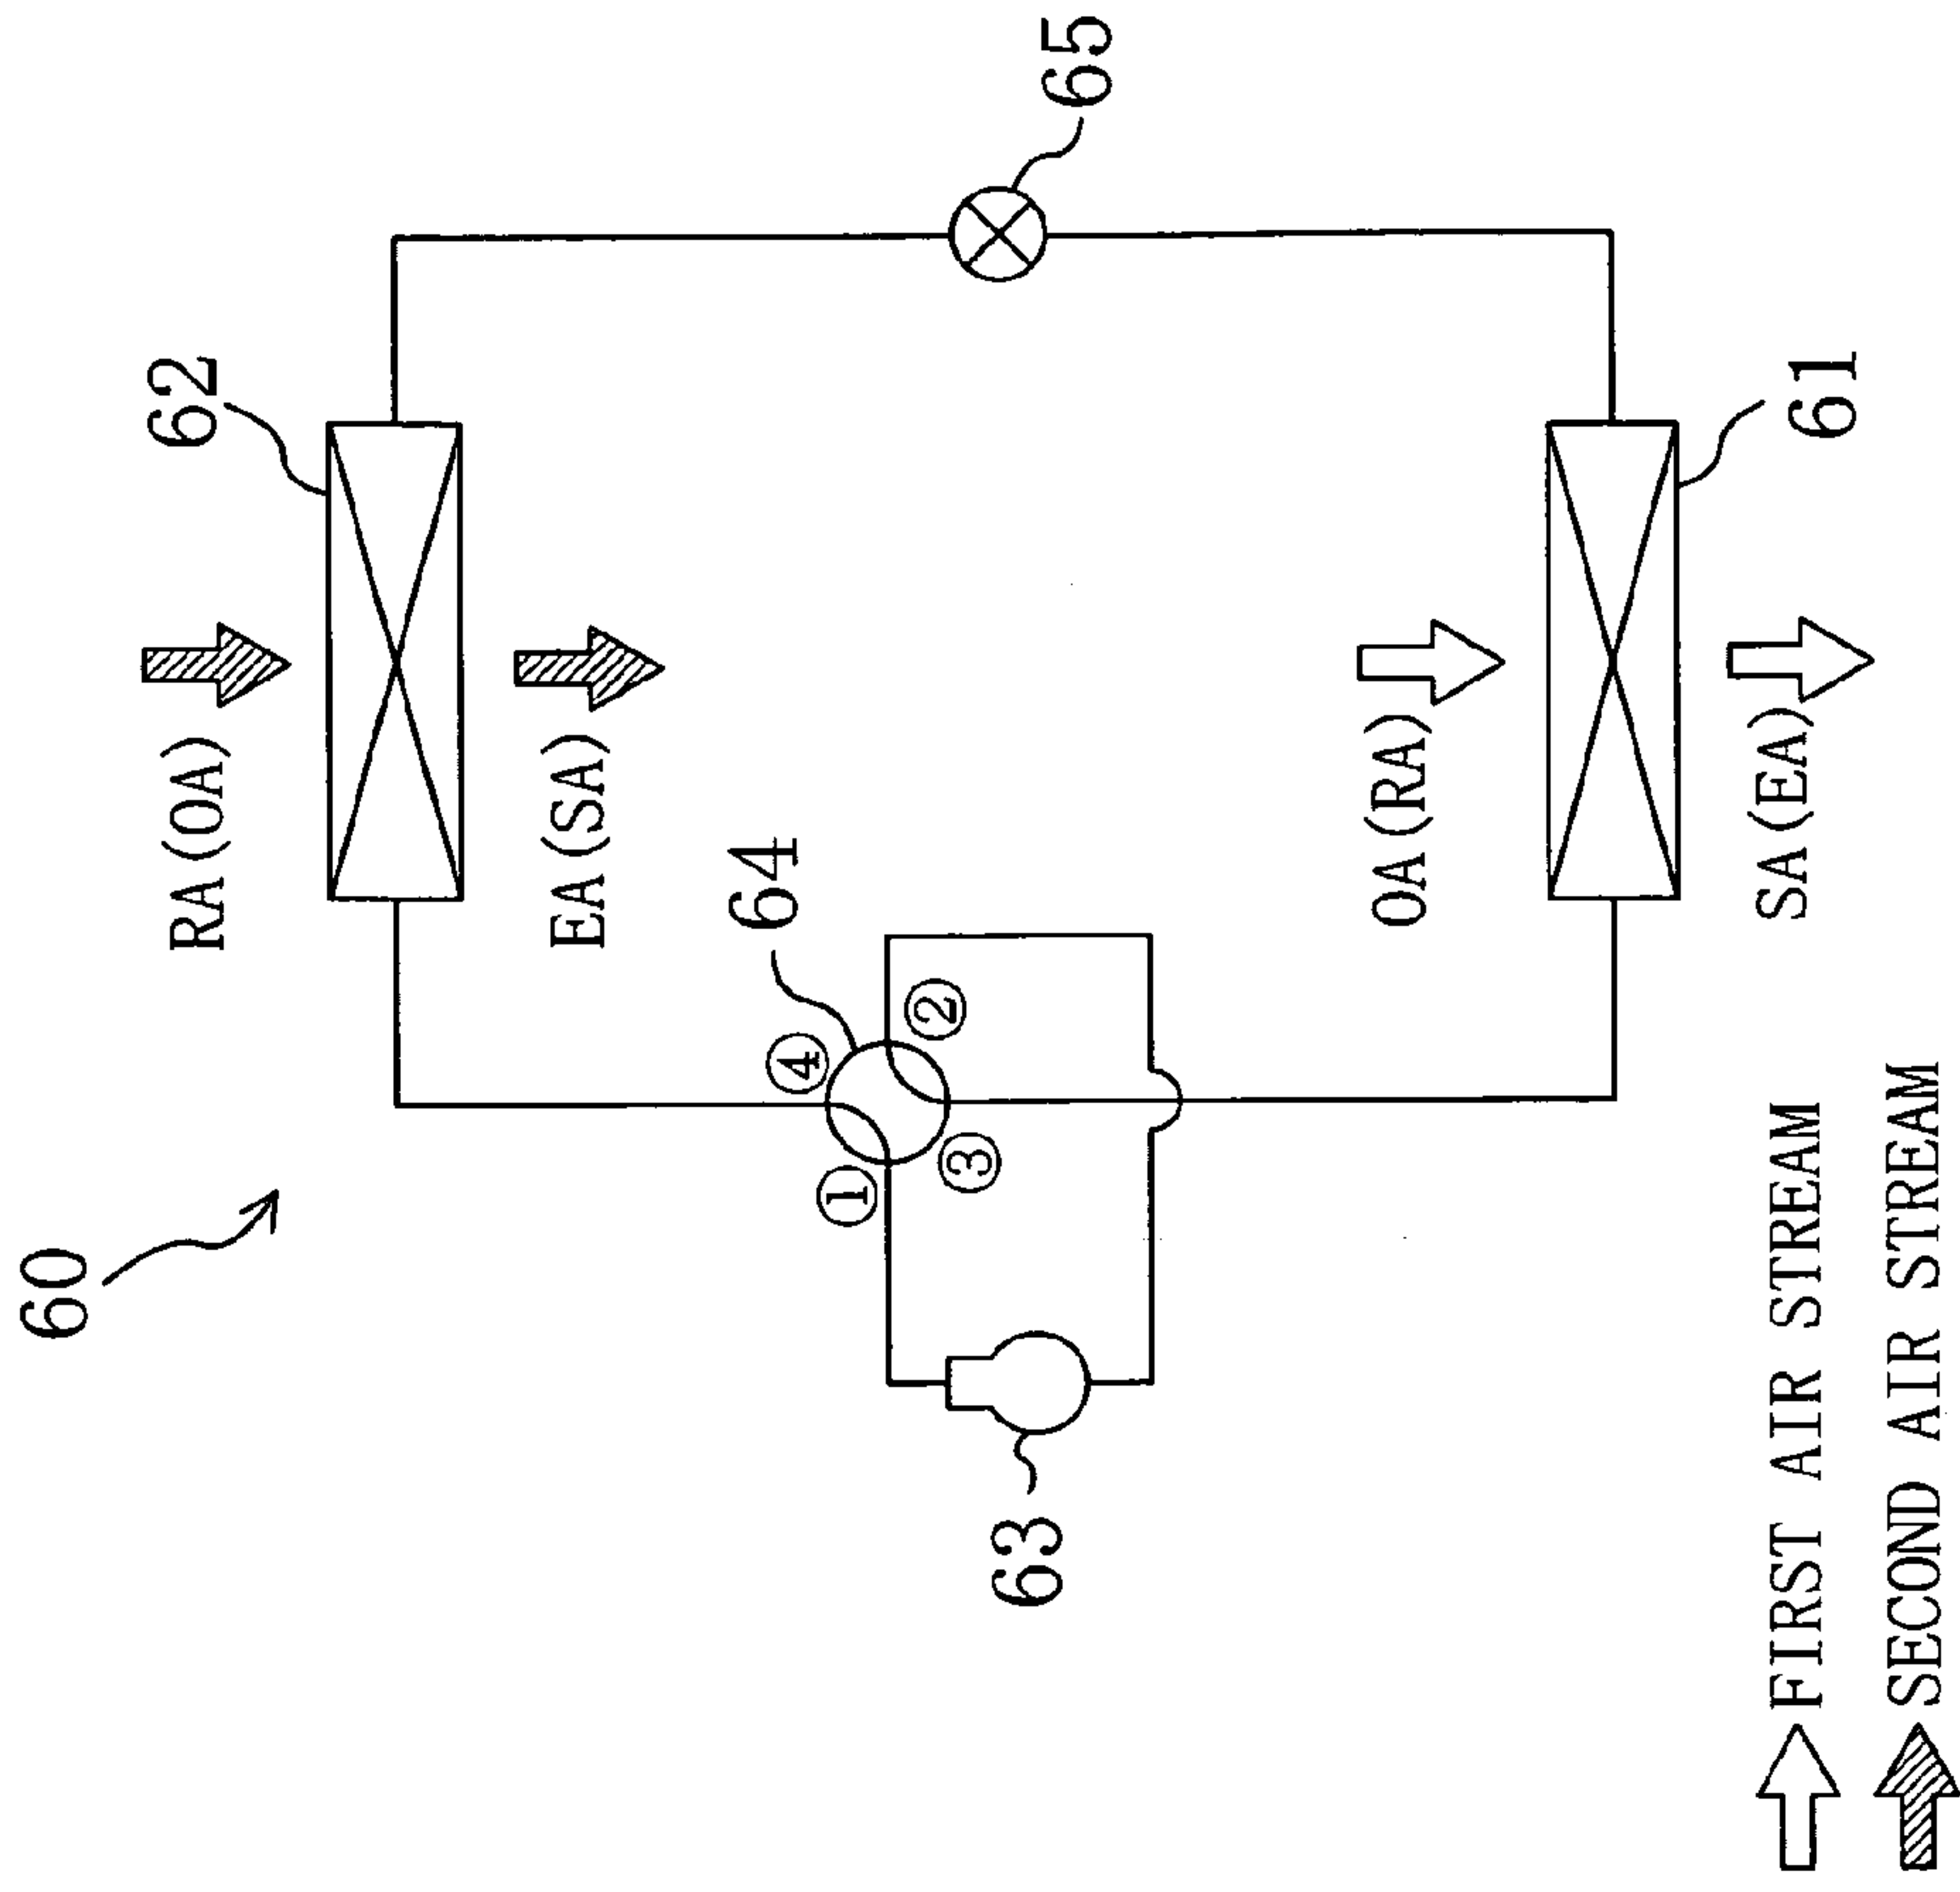 60
62
RA(OA)
EA(SA)
64
④
①
②
③
63
65
OA(RA)
61
SA(EA)
FIRST AIR STREAM
SECOND AIR STREAM